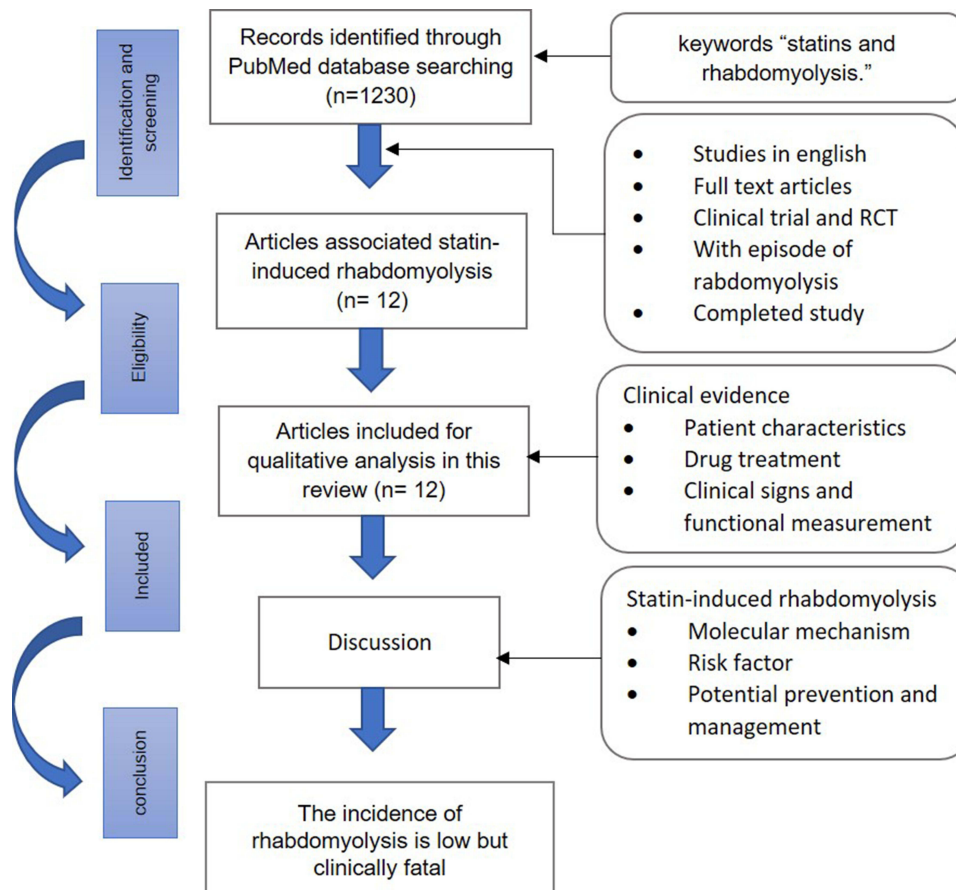 Identification and
screening
Records identified through
PubMed database searching
(n=1230)
keywords “statins and
rhabdomyolysis.”
• Studies in english
• Full text articles
• Clinical trial and RCT
• With episode of
rabdomyolysis
• Completed study
Eligibility
Articles associated statin-
induced rhabdomyolysis
(n= 12)
Included
Articles included for
qualitative analysis in this
review (n= 12)
Clinical evidence
• Patient characteristics
• Drug treatment
• Clinical signs and
functional measurement
Discussion
Statin-induced rhabdomyolysis
• Molecular mechanism
• Risk factor
• Potential prevention and
management
conclusion
The incidence of
rhabdomyolysis is low but
clinically fatal